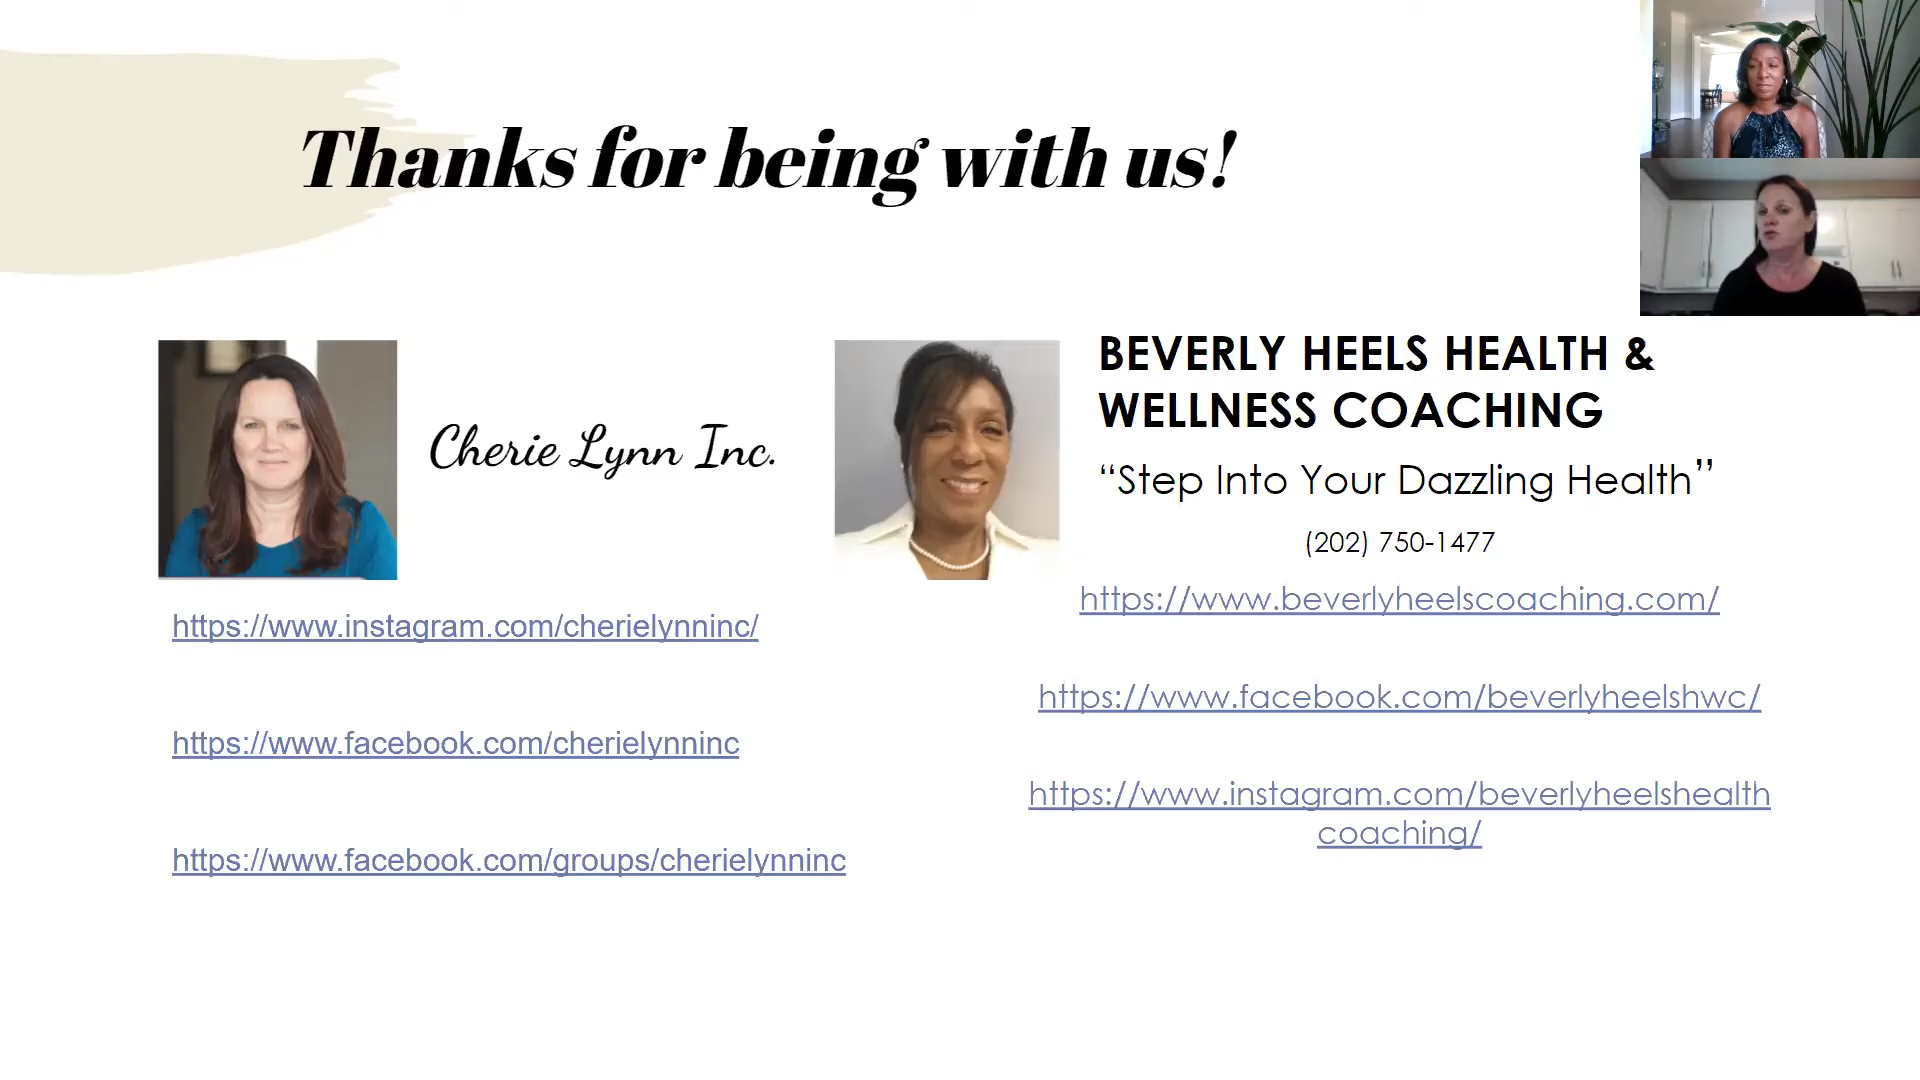 Thanks for being with us!
Cherie Lynn Inc.
https://www.instagram.com/cherielynninc/
https://www.facebook.com/cherielynninc
https://www.facebook.com/groups/cherielynninc
BEVERLY HEELS HEALTH &
WELLNESS COACHING
“Step Into Your Dazzling Health”
(202) 750-1477
https://www.beverlyheelscoaching.com/
https://www.facebook.com/beverlyheelshwc/
https://www.instagram.com/beverlyheelshealth
coaching/